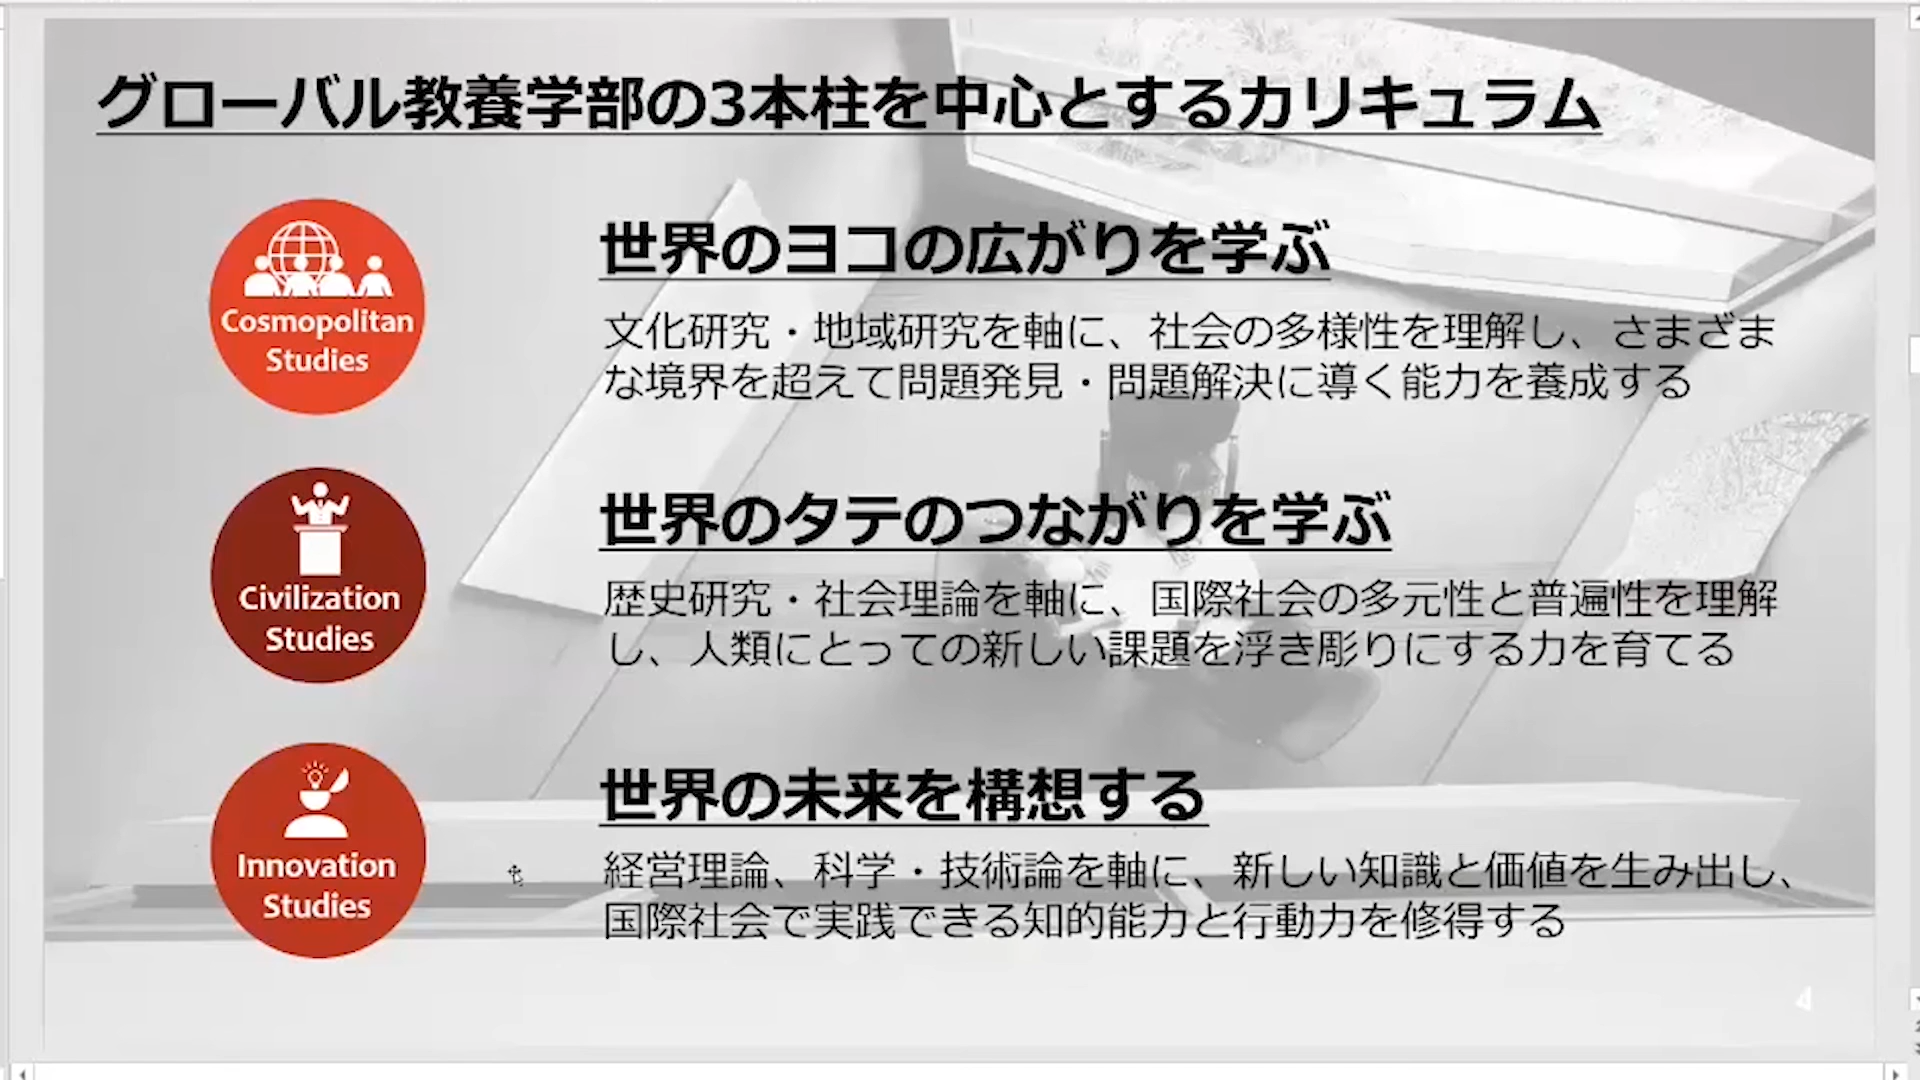 グローバル教養学部の3本柱を中心とするカリキュラム
Cosmopolitan
Studies
世界のヨコの広がりを学ぶ
文化研究・地域研究を軸に、社会の多様性を理解し、さまざま
な境界を超えて問題発見・問題解決に導く能力を養成する
Civilization
Studies
世界のタテのつながりを学ぶ
歴史研究・社会理論を軸に、国際社会の多元性と普遍性を理解
し、人類にとっての新しい課題を浮き彫りにする力を育てる
Innovation
Studies
世界の未来を構想する
経営理論、科学・技術論を軸に、新しい知識と価値を生み出し、
国際社会で実践できる知的能力と行動力を修得する
4